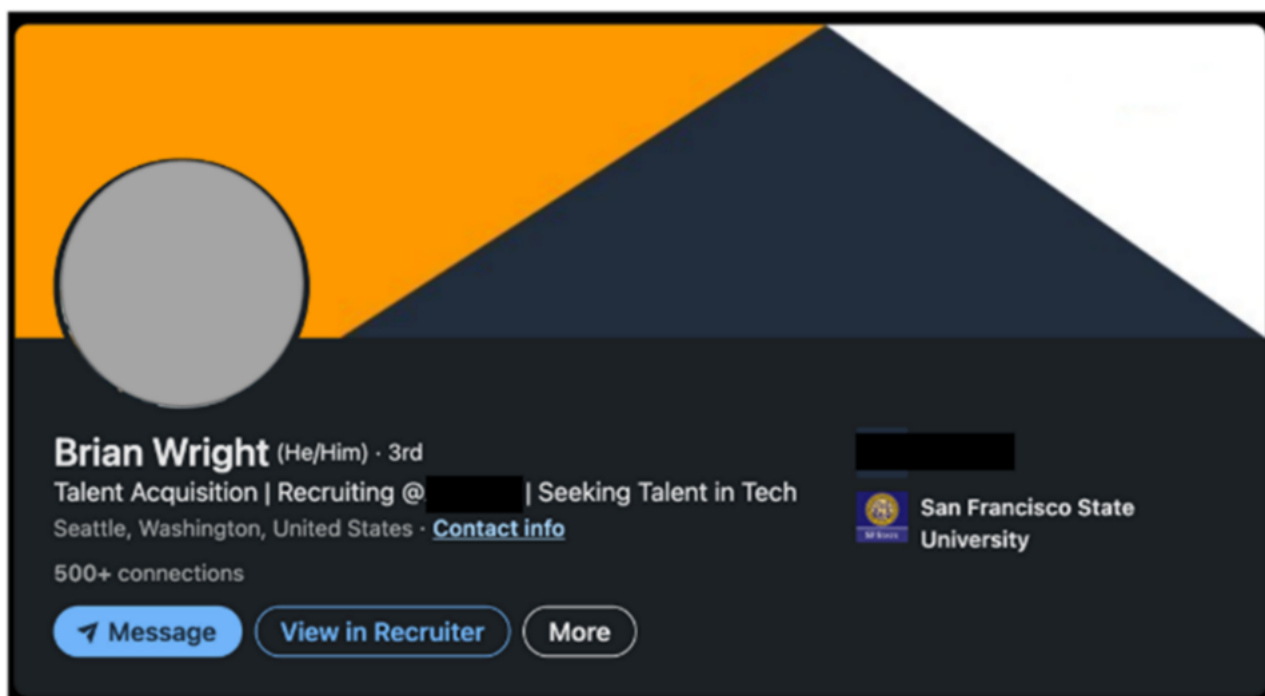 Brian Wright (He/Him) · 3rd
Talent Acquisition | Recruiting @ | Seeking Talent in Tech
Seattle, Washington, United States · Contact info
500+ connections
Message
View in Recruiter
More
San Francisco State
University